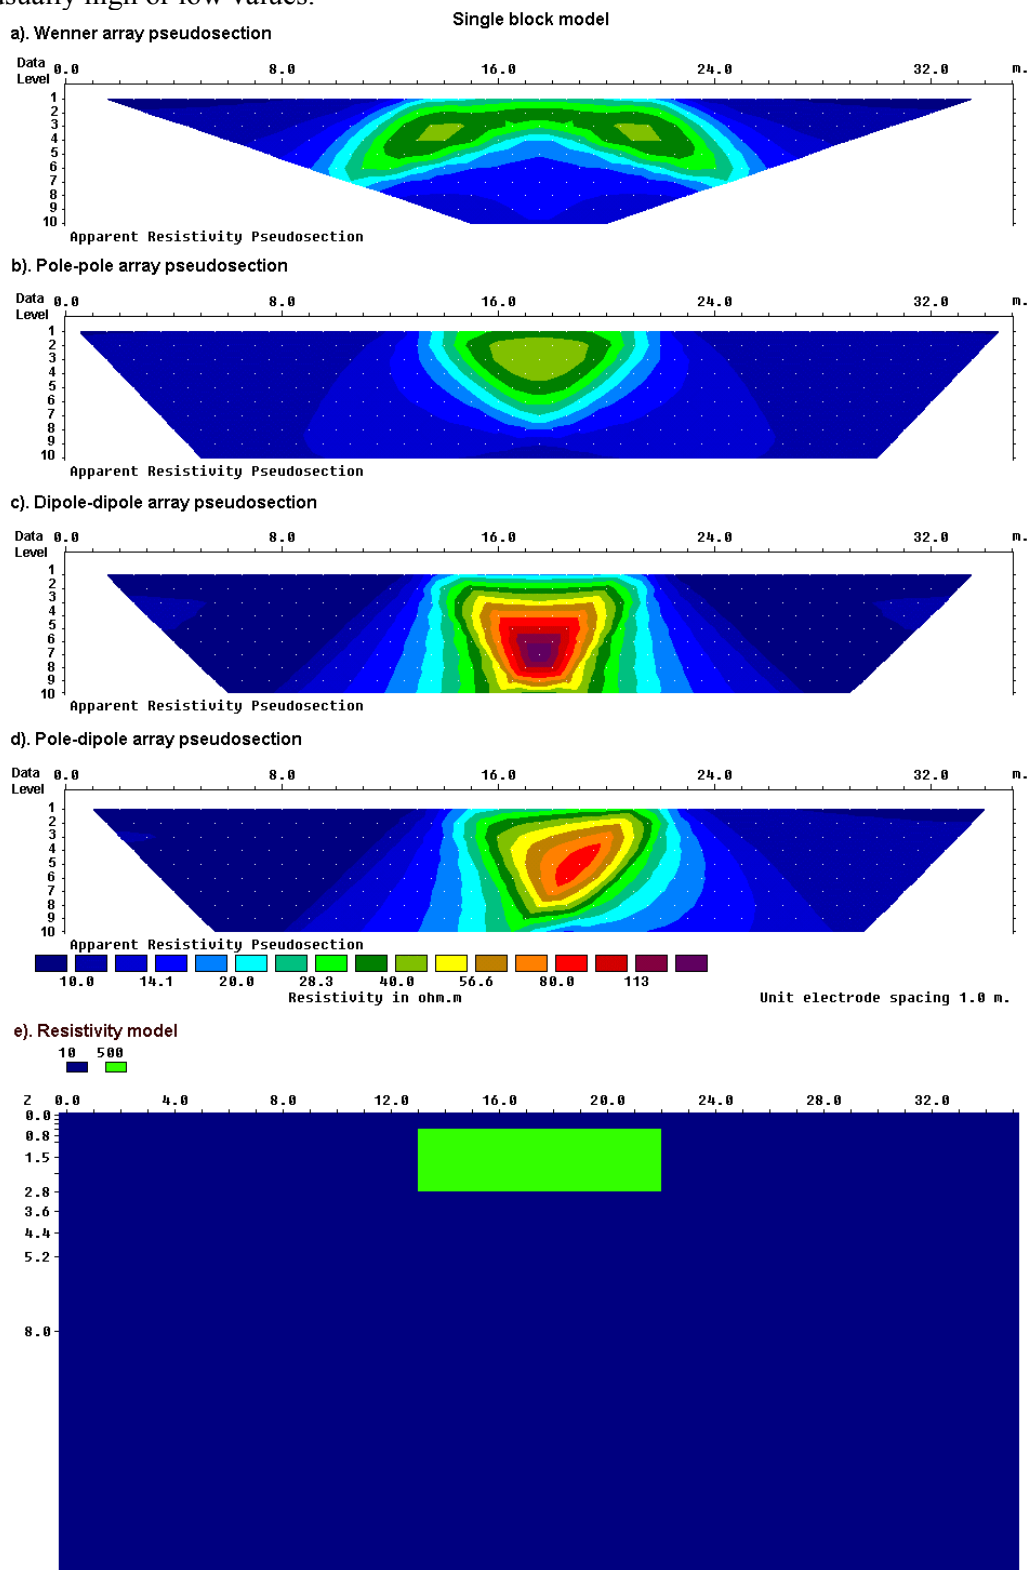 usually high or low values.
Single block model
a). Wenner array pseudosection
Data Level 0.0 8.0 16.0 24.0 32.0 m.
1
2
3
4
5
6
7
8
9
10
Apparent Resistivity Pseudosection
b). Pole-pole array pseudosection
Data Level 0.0 8.0 16.0 24.0 32.0 m.
1
2
3
4
5
6
7
8
9
10
Apparent Resistivity Pseudosection
c). Dipole-dipole array pseudosection
Data Level 0.0 8.0 16.0 24.0 32.0 m.
1
2
3
4
5
6
7
8
9
10
Apparent Resistivity Pseudosection
d). Pole-dipole array pseudosection
Data Level 0.0 8.0 16.0 24.0 32.0 m.
1
2
3
4
5
6
7
8
9
10
Apparent Resistivity Pseudosection
10.0 14.1 20.0 28.3 40.0 56.6 80.0 113
Resistivity in ohm.m Unit electrode spacing 1.0 m.
e). Resistivity model
10 500
Z 0.0 4.0 8.0 12.0 16.0 20.0 24.0 28.0 32.0
0.0
0.8
1.5
2.8
3.6
4.4
5.2
8.0